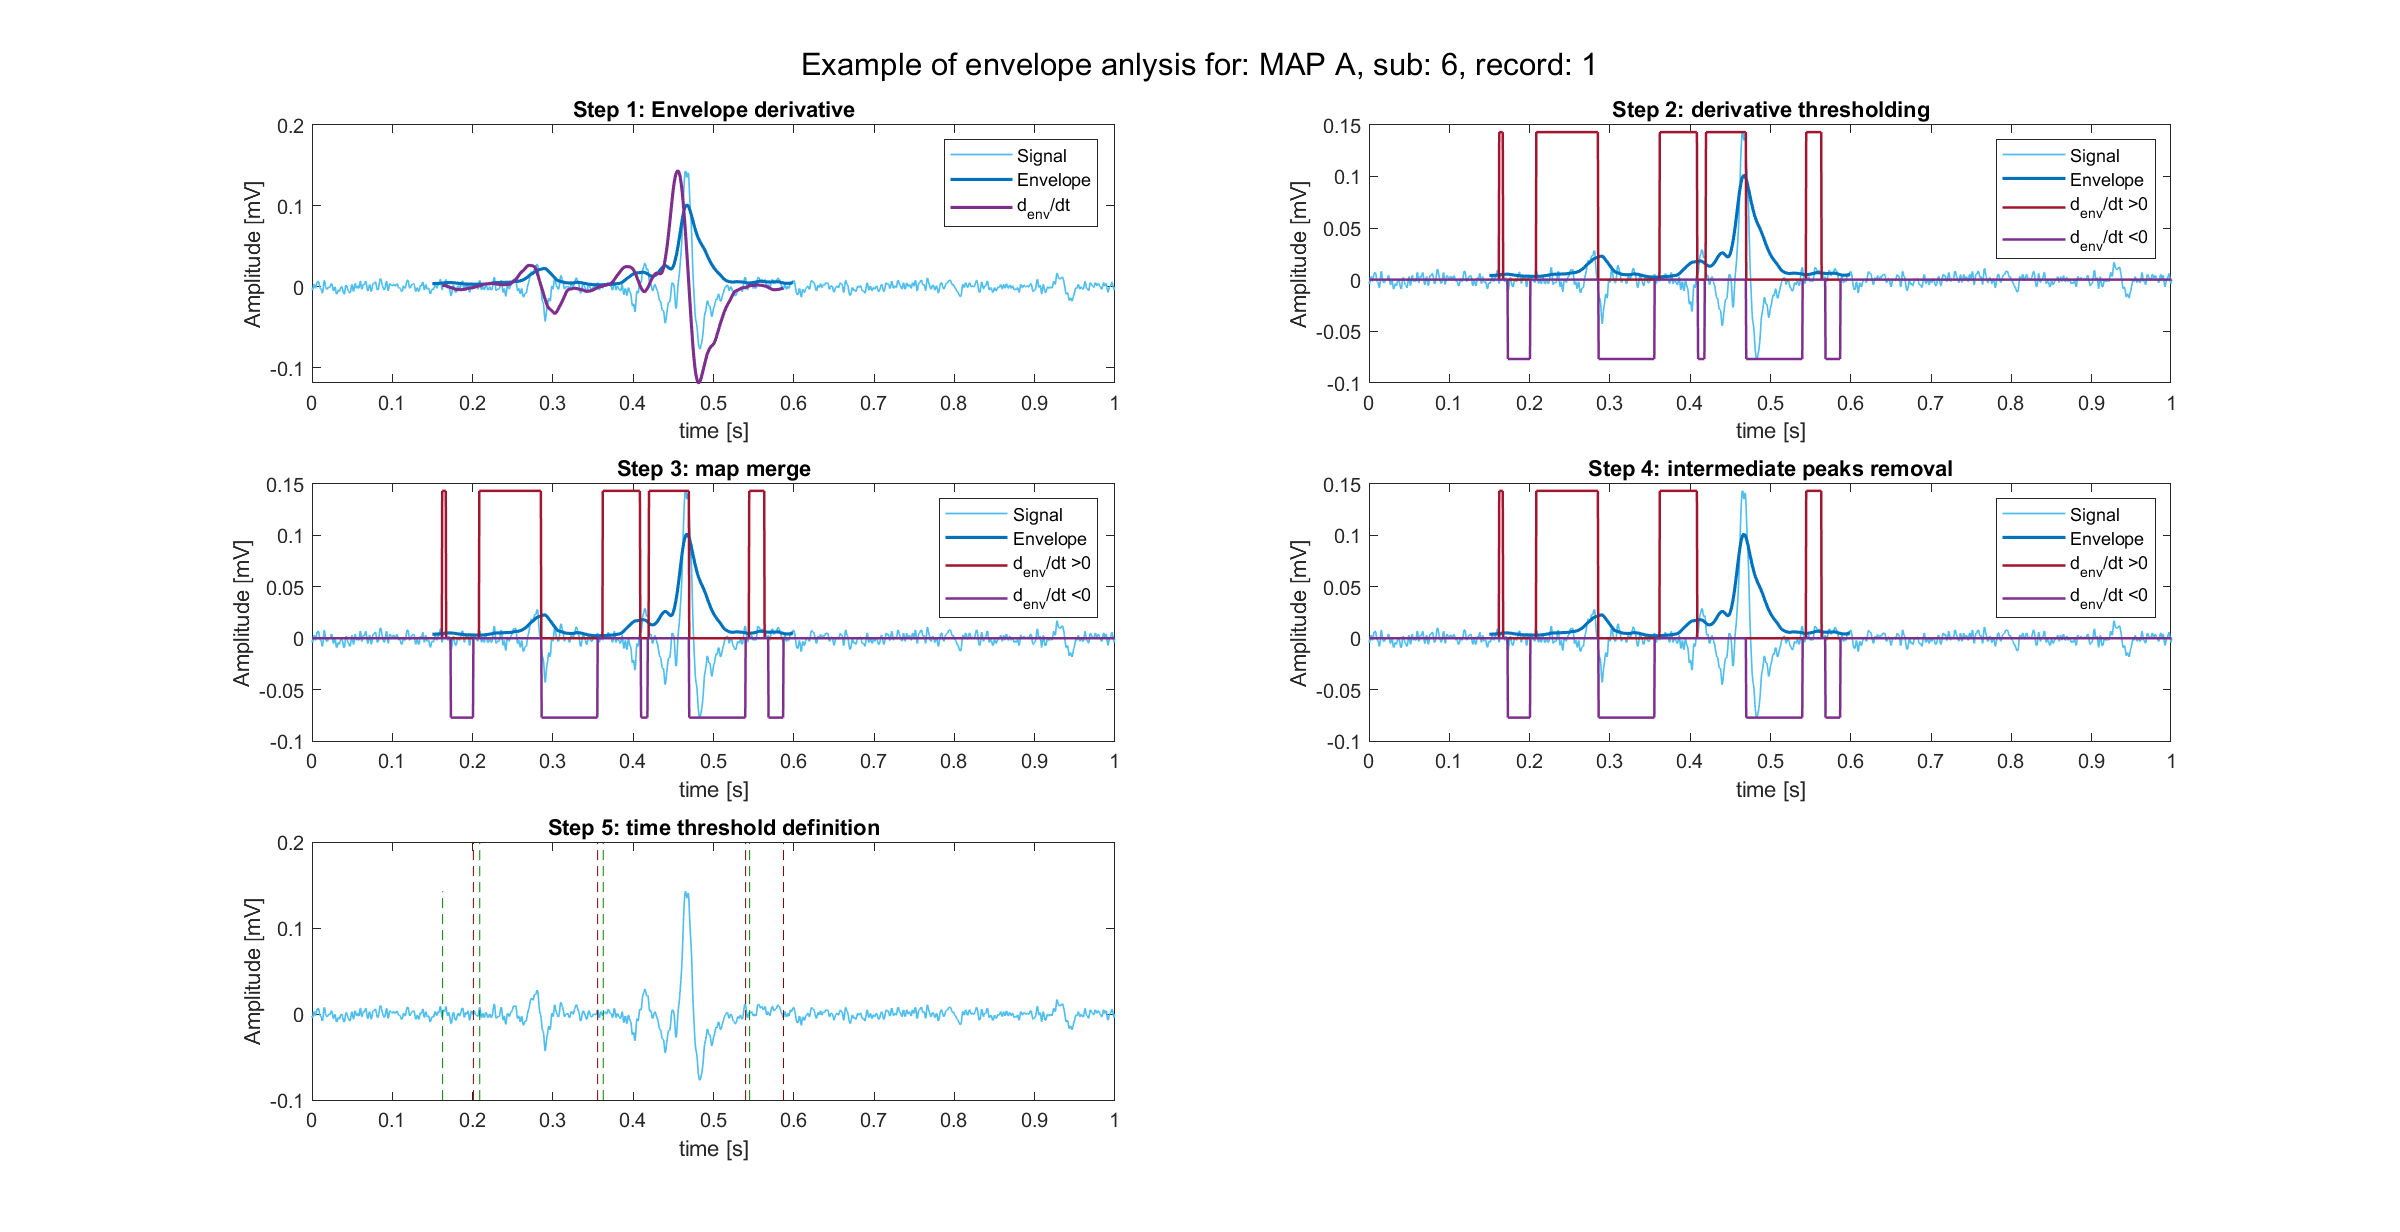 Example of envelope anlysis for: MAP A, sub: 6, record: 1
Step 1: Envelope derivative
Amplitude [mV]
0.2
0.1
0
-0.1
Signal
Envelope
d_env/dt
0 0.1 0.2 0.3 0.4 0.5 0.6 0.7 0.8 0.9 1
time [s]
Step 2: derivative thresholding
Amplitude [mV]
0.15
0.1
0.05
0
-0.05
-0.1
Signal
Envelope
d_env/dt >0
d_env/dt <0
0 0.1 0.2 0.3 0.4 0.5 0.6 0.7 0.8 0.9 1
time [s]
Step 3: map merge
Amplitude [mV]
0.15
0.1
0.05
0
-0.05
-0.1
Signal
Envelope
d_env/dt >0
d_env/dt <0
0 0.1 0.2 0.3 0.4 0.5 0.6 0.7 0.8 0.9 1
time [s]
Step 4: intermediate peaks removal
Amplitude [mV]
0.15
0.1
0.05
0
-0.05
-0.1
Signal
Envelope
d_env/dt >0
d_env/dt <0
0 0.1 0.2 0.3 0.4 0.5 0.6 0.7 0.8 0.9 1
time [s]
Step 5: time threshold definition
Amplitude [mV]
0.2
0.1
0
-0.1
0 0.1 0.2 0.3 0.4 0.5 0.6 0.7 0.8 0.9 1
time [s]